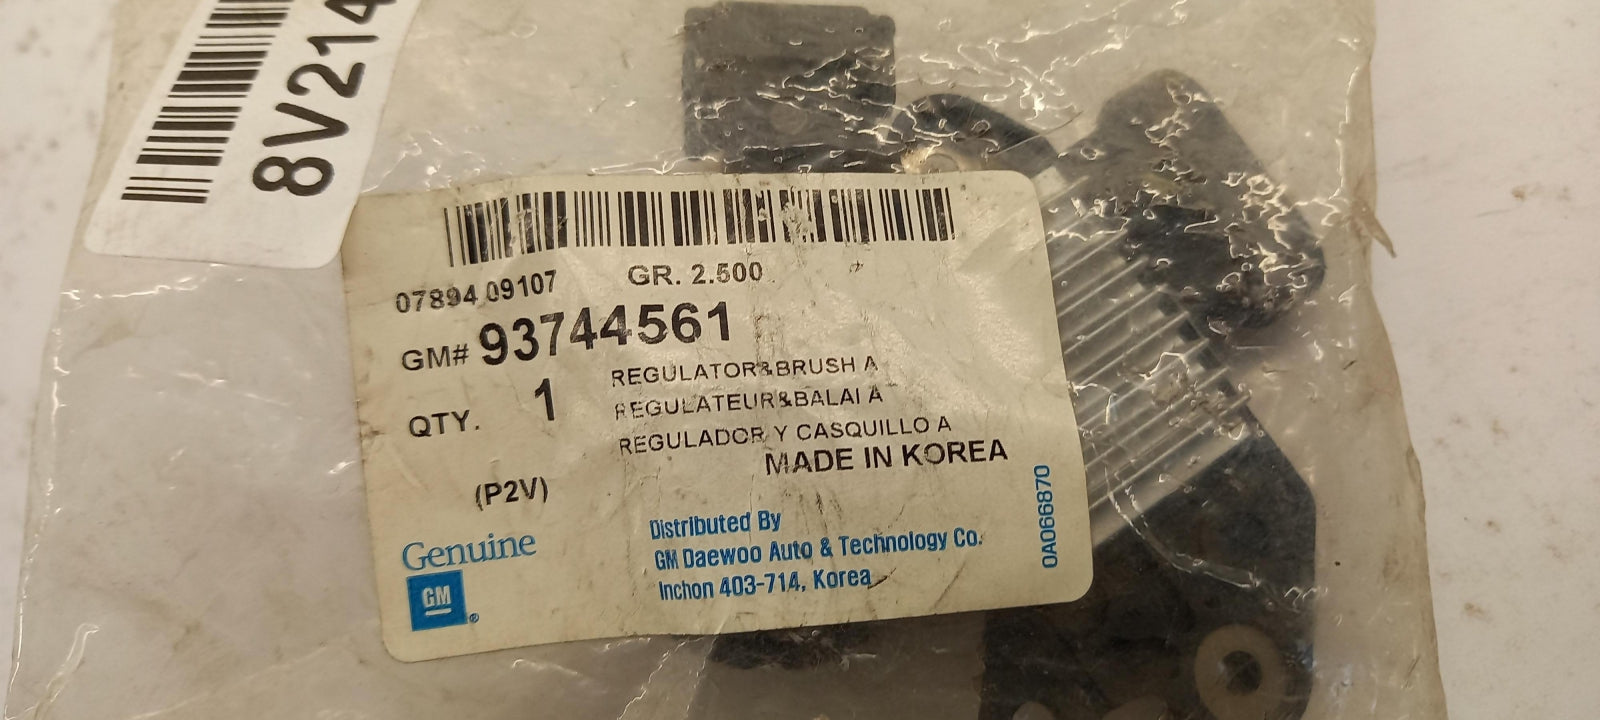 8V214
07894 09107
GR. 2.500
GM# 93744561
QTY. 1
REGULATOR&BRUSH A
REGULATEUR&BALAI A
REGULADOR Y CASQUILLO A
MADE IN KOREA
(P2V)
Genuine
GM
®
Distributed By
GM Daewoo Auto & Technology Co.
Inchon 403-714, Korea
0A066870